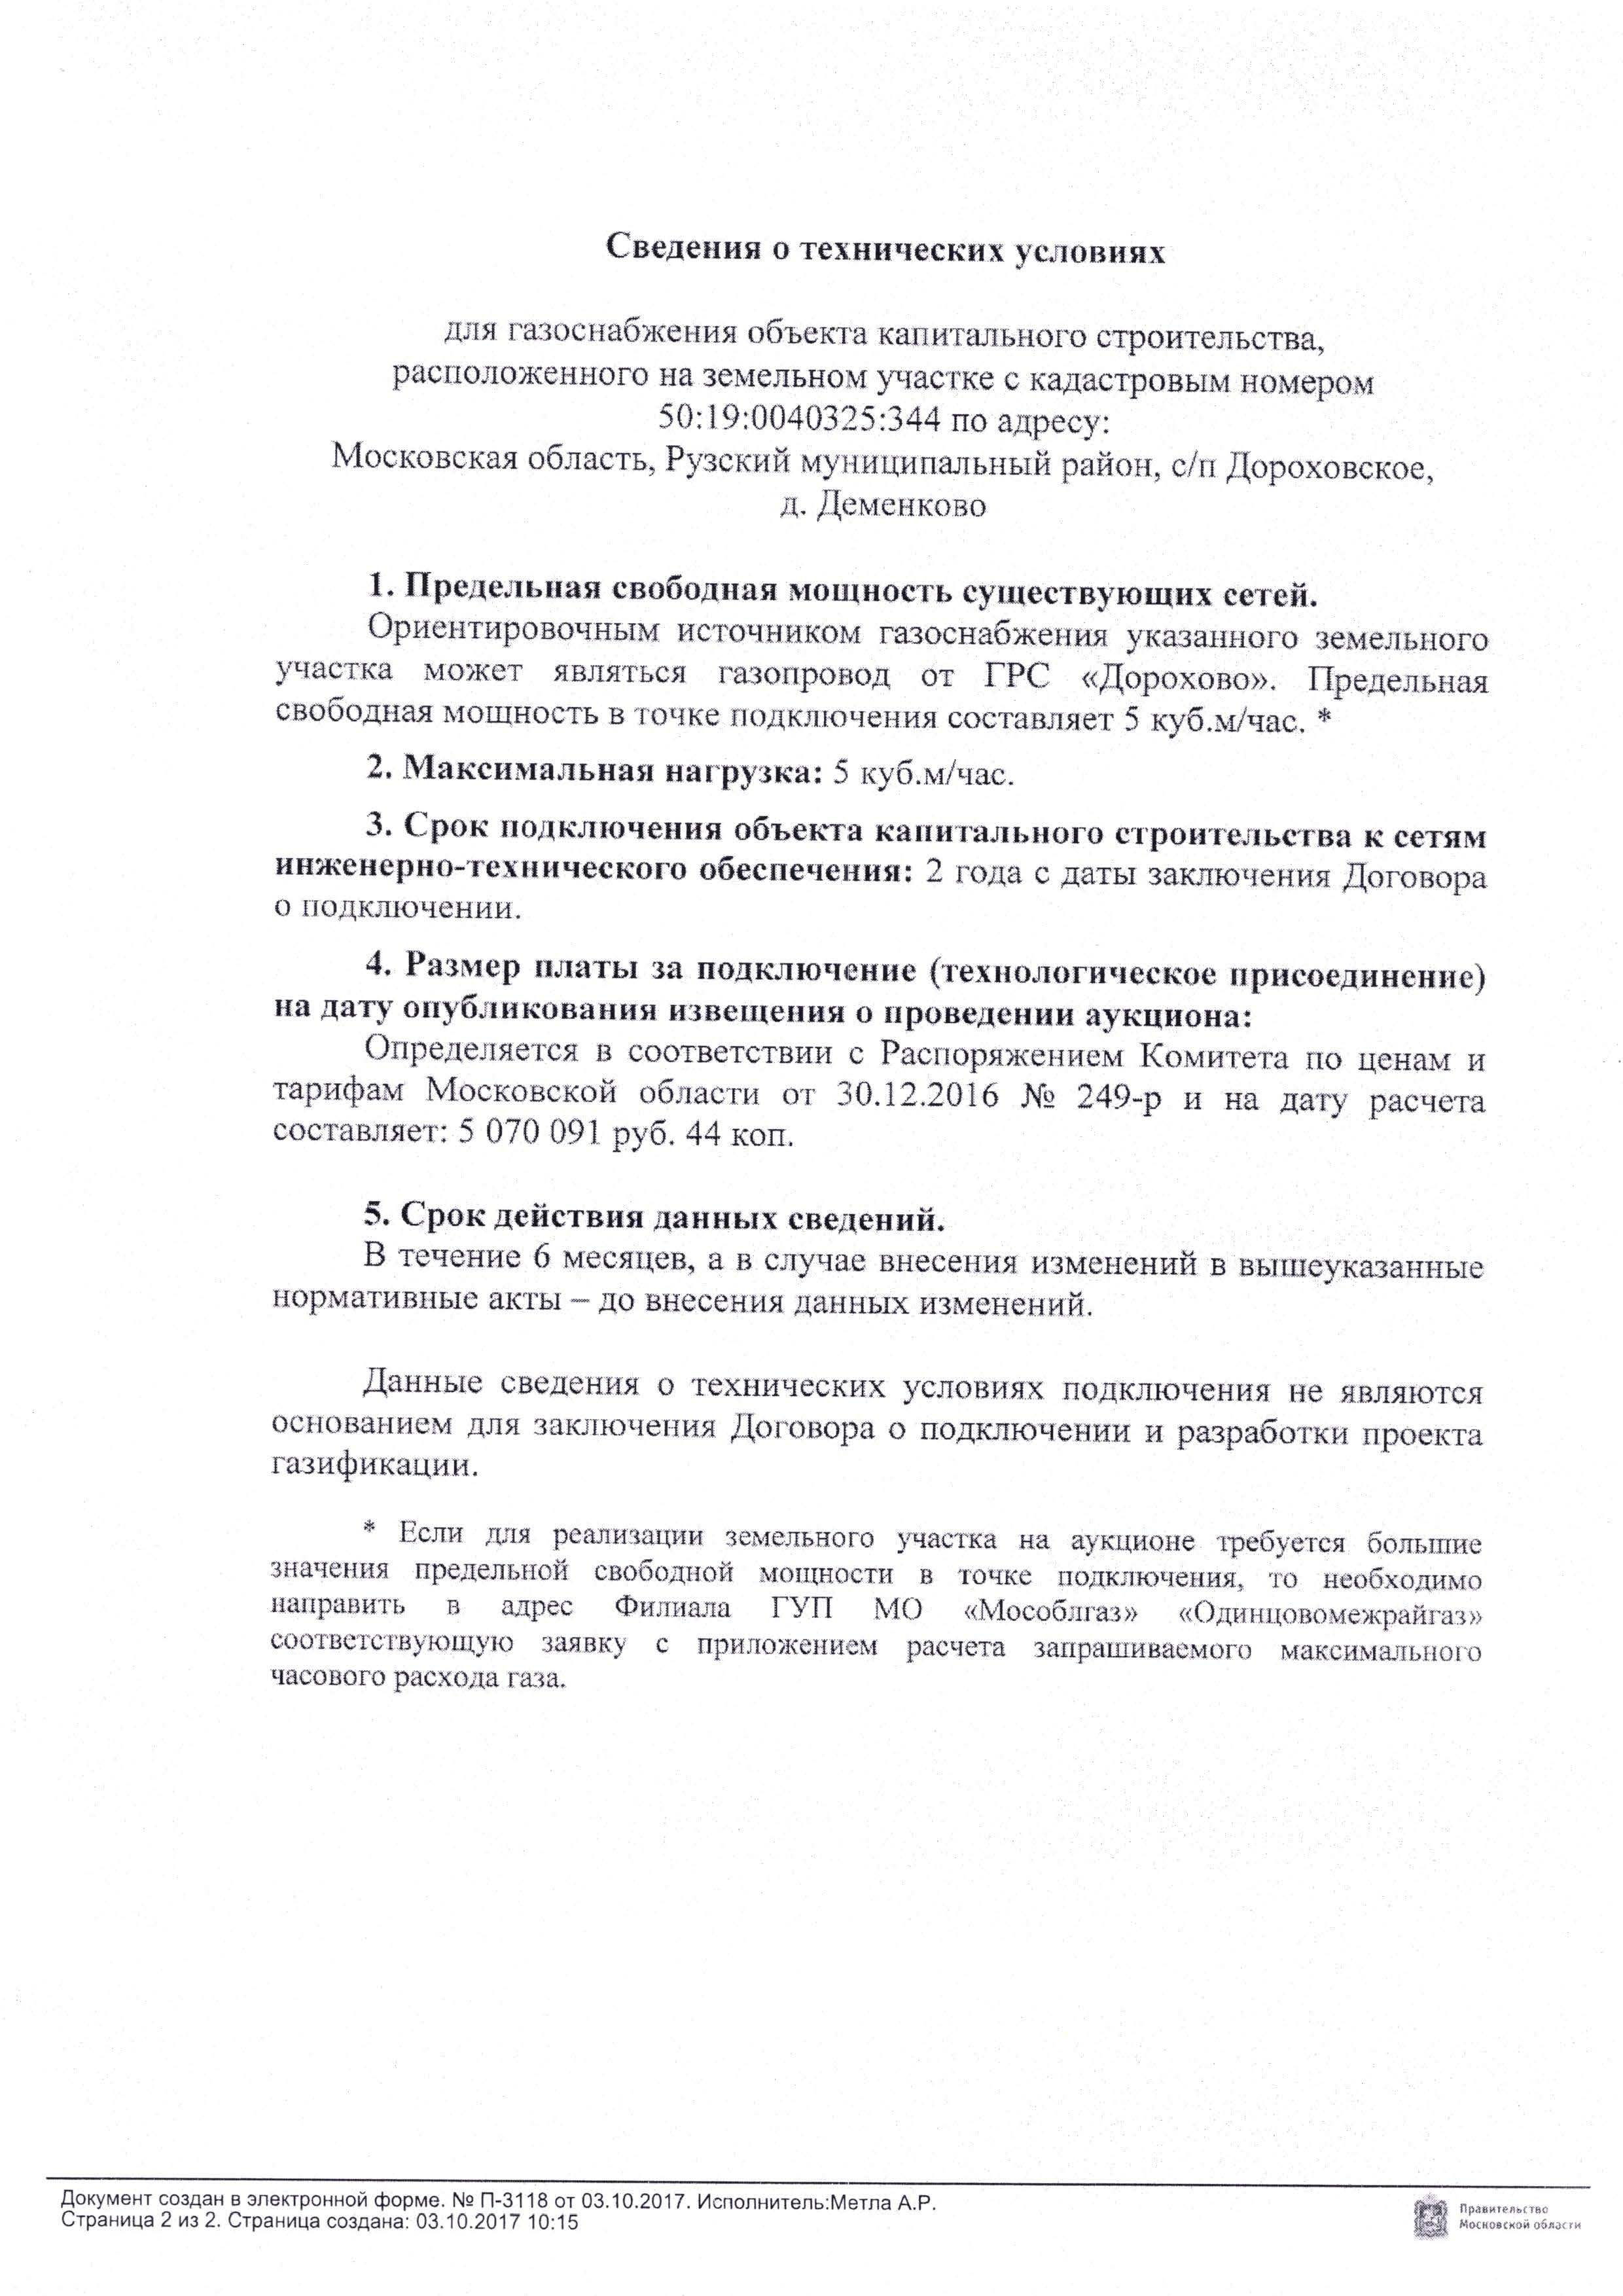 Сведения о технических условиях
для газоснабжения объекта капитального строительства,
расположенного на земельном участке с кадастровым номером
50:19:0040325:344 по адресу:
Московская область, Рузский муниципальный район, с/п Дороховское,
д. Деменково
1. Предельная свободная мощность существующих сетей.
Ориентировочным источником газоснабжения указанного земельного
участка может являться газопровод от ГРС «Дорохово». Предельная
свободная мощность в точке подключения составляет 5 куб.м/час. *
2. Максимальная нагрузка: 5 куб.м/час.
3. Срок подключения объекта капитального строительства к сетям
инженерно-технического обеспечения: 2 года с даты заключения Договора
о подключении.
4. Размер платы за подключение (технологическое присоединение)
на дату опубликования извещения о проведении аукциона:
Определяется в соответствии с Распоряжением Комитета по ценам и
тарифам Московской области от 30.12.2016 № 249-р и на дату расчета
составляет: 5 070 091 руб. 44 коп.
5. Срок действия данных сведений.
В течение 6 месяцев, а в случае внесения изменений в вышеуказанные
нормативные акты – до внесения данных изменений.
Данные сведения о технических условиях подключения не являются
основанием для заключения Договора о подключении и разработки проекта
газификации.
* Если для реализации земельного участка на аукционе требуется большие
значения предельной свободной мощности в точке подключения, то необходимо
направить в адрес Филиала ГУП МО «Мособлгаз» «Одинцовомежрайгаз»
соответствующую заявку с приложением расчета запрашиваемого максимального
часового расхода газа.
Документ создан в электронной форме. № П-3118 от 03.10.2017. Исполнитель:Метла А.Р.
Страница 2 из 2. Страница создана: 03.10.2017 10:15
Правительство
Московской области